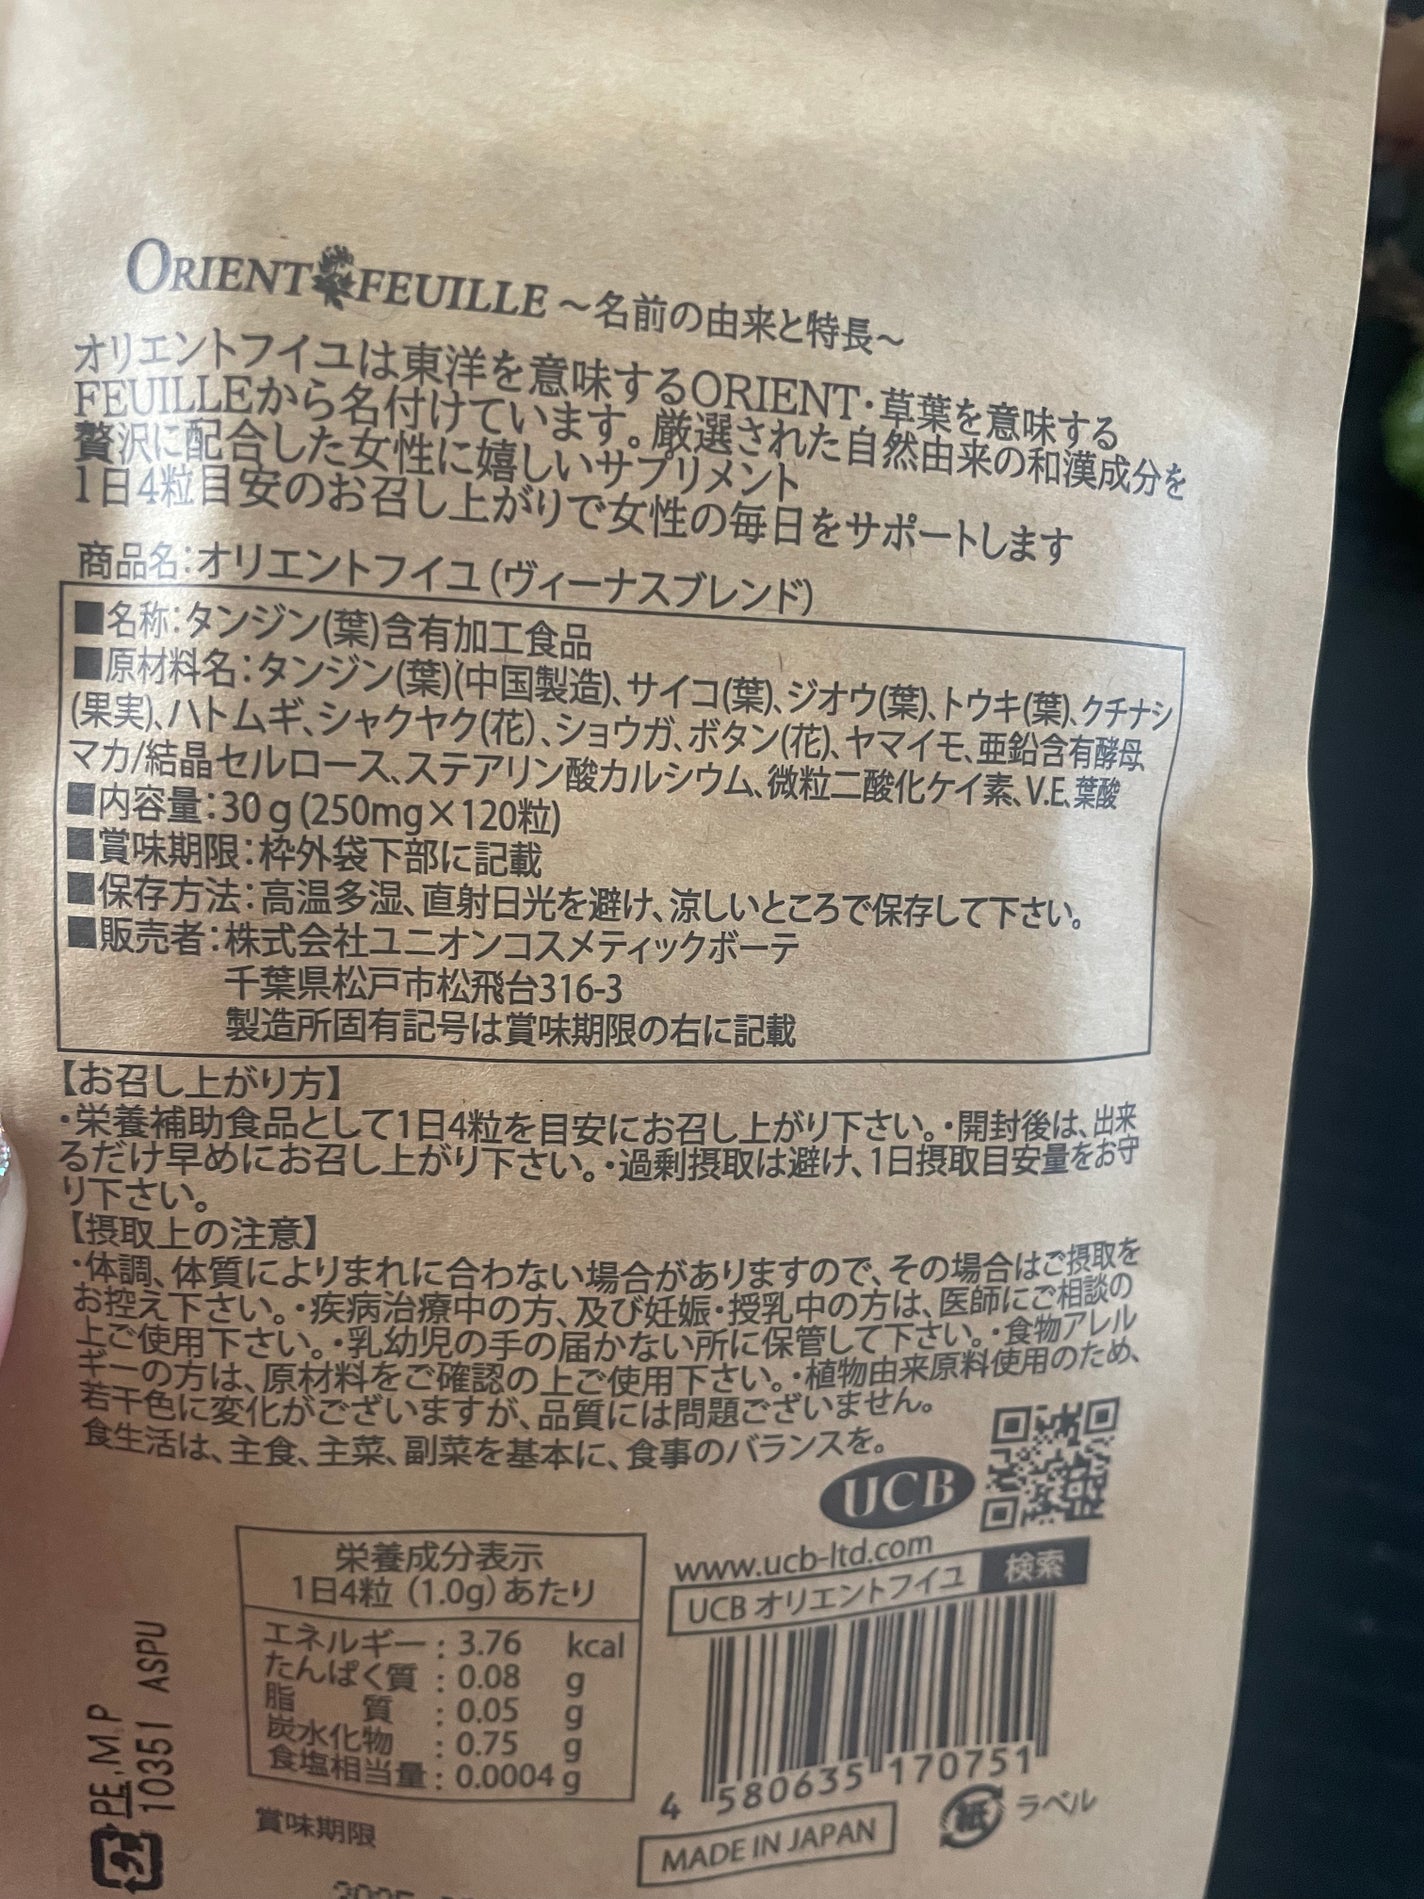 ORIENT FEUILLE ～名前の由来と特長～
オリエントフイユは東洋を意味するORIENT・草葉を意味する
FEUILLEから名付けています。厳選された自然由来の和漢成分を
贅沢に配合した女性に嬉しいサプリメント
1日4粒目安のお召し上がりで女性の毎日をサポートします
商品名:オリエントフイユ(ヴィーナスブレンド)
■名称:タンジン(葉)含有加工食品
■原材料名:タンジン(葉)(中国製造)、サイコ(葉)、ジオウ(葉)、トウキ(葉)、クチナシ
(果実)、ハトムギ、シャクヤク(花)、ショウガ、ボタン(花)、ヤマイモ、亜鉛含有酵母、
マカ/結晶セルロース、ステアリン酸カルシウム、微粒二酸化ケイ素、V.E、葉酸
■内容量:30g(250mg×120粒)
■賞味期限:枠外袋下部に記載
■保存方法:高温多湿、直射日光を避け、涼しいところで保存して下さい。
■販売者:株式会社ユニオンコスメティックボーテ
千葉県松戸市松飛台316-3
製造所固有記号は賞味期限の右に記載
【お召し上がり方】
・栄養補助食品として1日4粒を目安にお召し上がり下さい。・開封後は、出来
るだけ早めにお召し上がり下さい。・過剰摂取は避け、1日摂取目安量をお守
り下さい。
【摂取上の注意】
・体調、体質によりまれに合わない場合がありますので、その場合はご摂取を
お控え下さい。・疾病治療中の方、及び妊娠・授乳中の方は、医師にご相談の
上ご使用下さい。・乳幼児の手の届かない所に保管して下さい。・食物アレル
ギーの方は、原材料をご確認の上ご使用下さい。・植物由来原料使用のため、
若干色に変化がございますが、品質には問題ございません。
食生活は、主食、主菜、副菜を基本に、食事のバランスを。
UCB
www.ucb-ltd.com
UCB オリエントフイユ 検索
栄養成分表示
1日4粒(1.0g)あたり
エネルギー:3.76 kcal
たんぱく質:0.08 g
脂質:0.05 g
炭水化物:0.75 g
食塩相当量:0.0004 g
4 580635 170751
MADE IN JAPAN
紙 ラベル
プラ PE,M,P
10351 ASPU
賞味期限